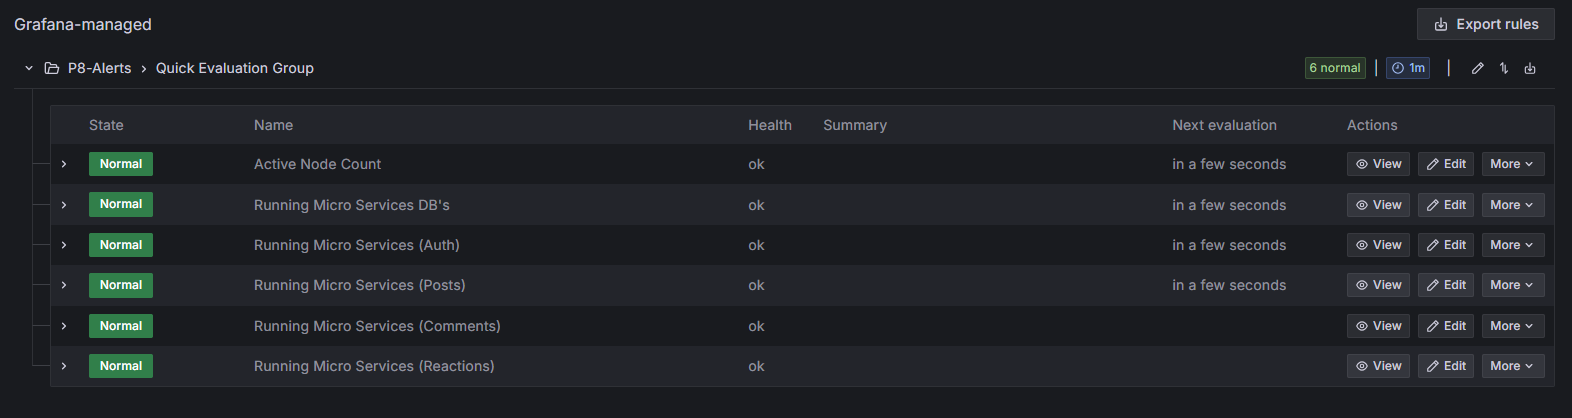 Grafana-managed
Export rules
P8-Alerts > Quick Evaluation Group
6 normal | 1m |
State Name Health Summary Next evaluation Actions
Normal Active Node Count ok in a few seconds View Edit More
Normal Running Micro Services DB's ok in a few seconds View Edit More
Normal Running Micro Services (Auth) ok in a few seconds View Edit More
Normal Running Micro Services (Posts) ok in a few seconds View Edit More
Normal Running Micro Services (Comments) ok View Edit More
Normal Running Micro Services (Reactions) ok View Edit More